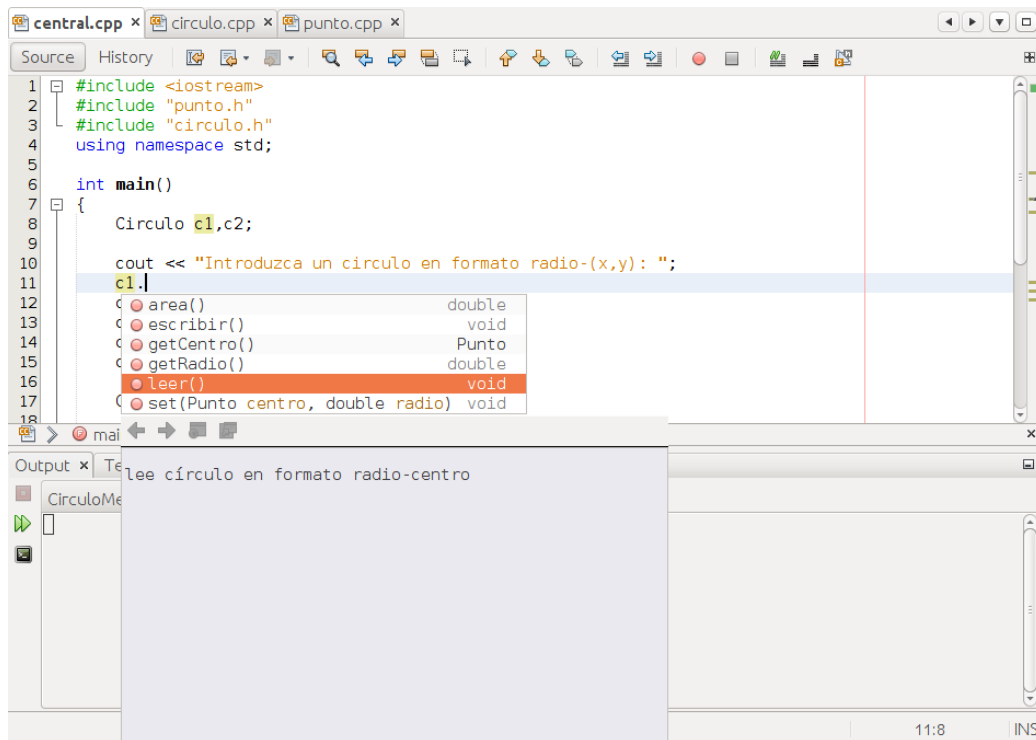 central.cpp × circulo.cpp × punto.cpp ×
Source History
1 #include <iostream>
2 #include "punto.h"
3 #include "circulo.h"
4 using namespace std;
5
6 int main()
7 {
8 Circulo c1,c2;
9
10 cout << "Introduzca un circulo en formato radio-(x,y): ";
11 c1.
12 area() double
13 escribir() void
14 getCentro() Punto
15 getRadio() double
16 leer() void
17 set(Punto centro, double radio) void
18
mai
Output × Te
lee círculo en formato radio-centro
CirculoMe
11:8 INS